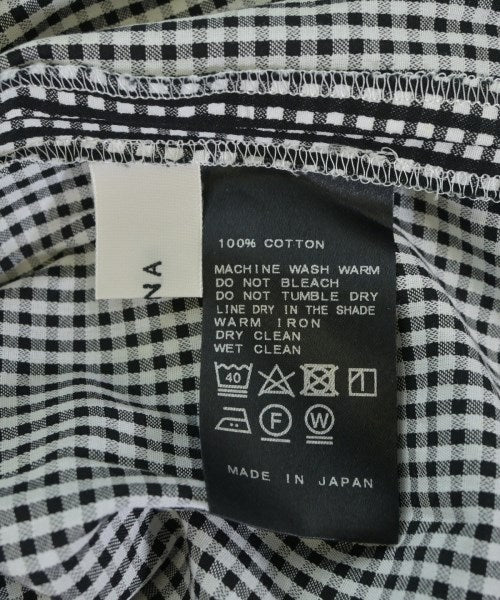 NA
100% COTTON
MACHINE WASH WARM
DO NOT BLEACH
DO NOT TUMBLE DRY
LINE DRY IN THE SHADE
WARM IRON
DRY CLEAN
WET CLEAN
40
F W
MADE IN JAPAN